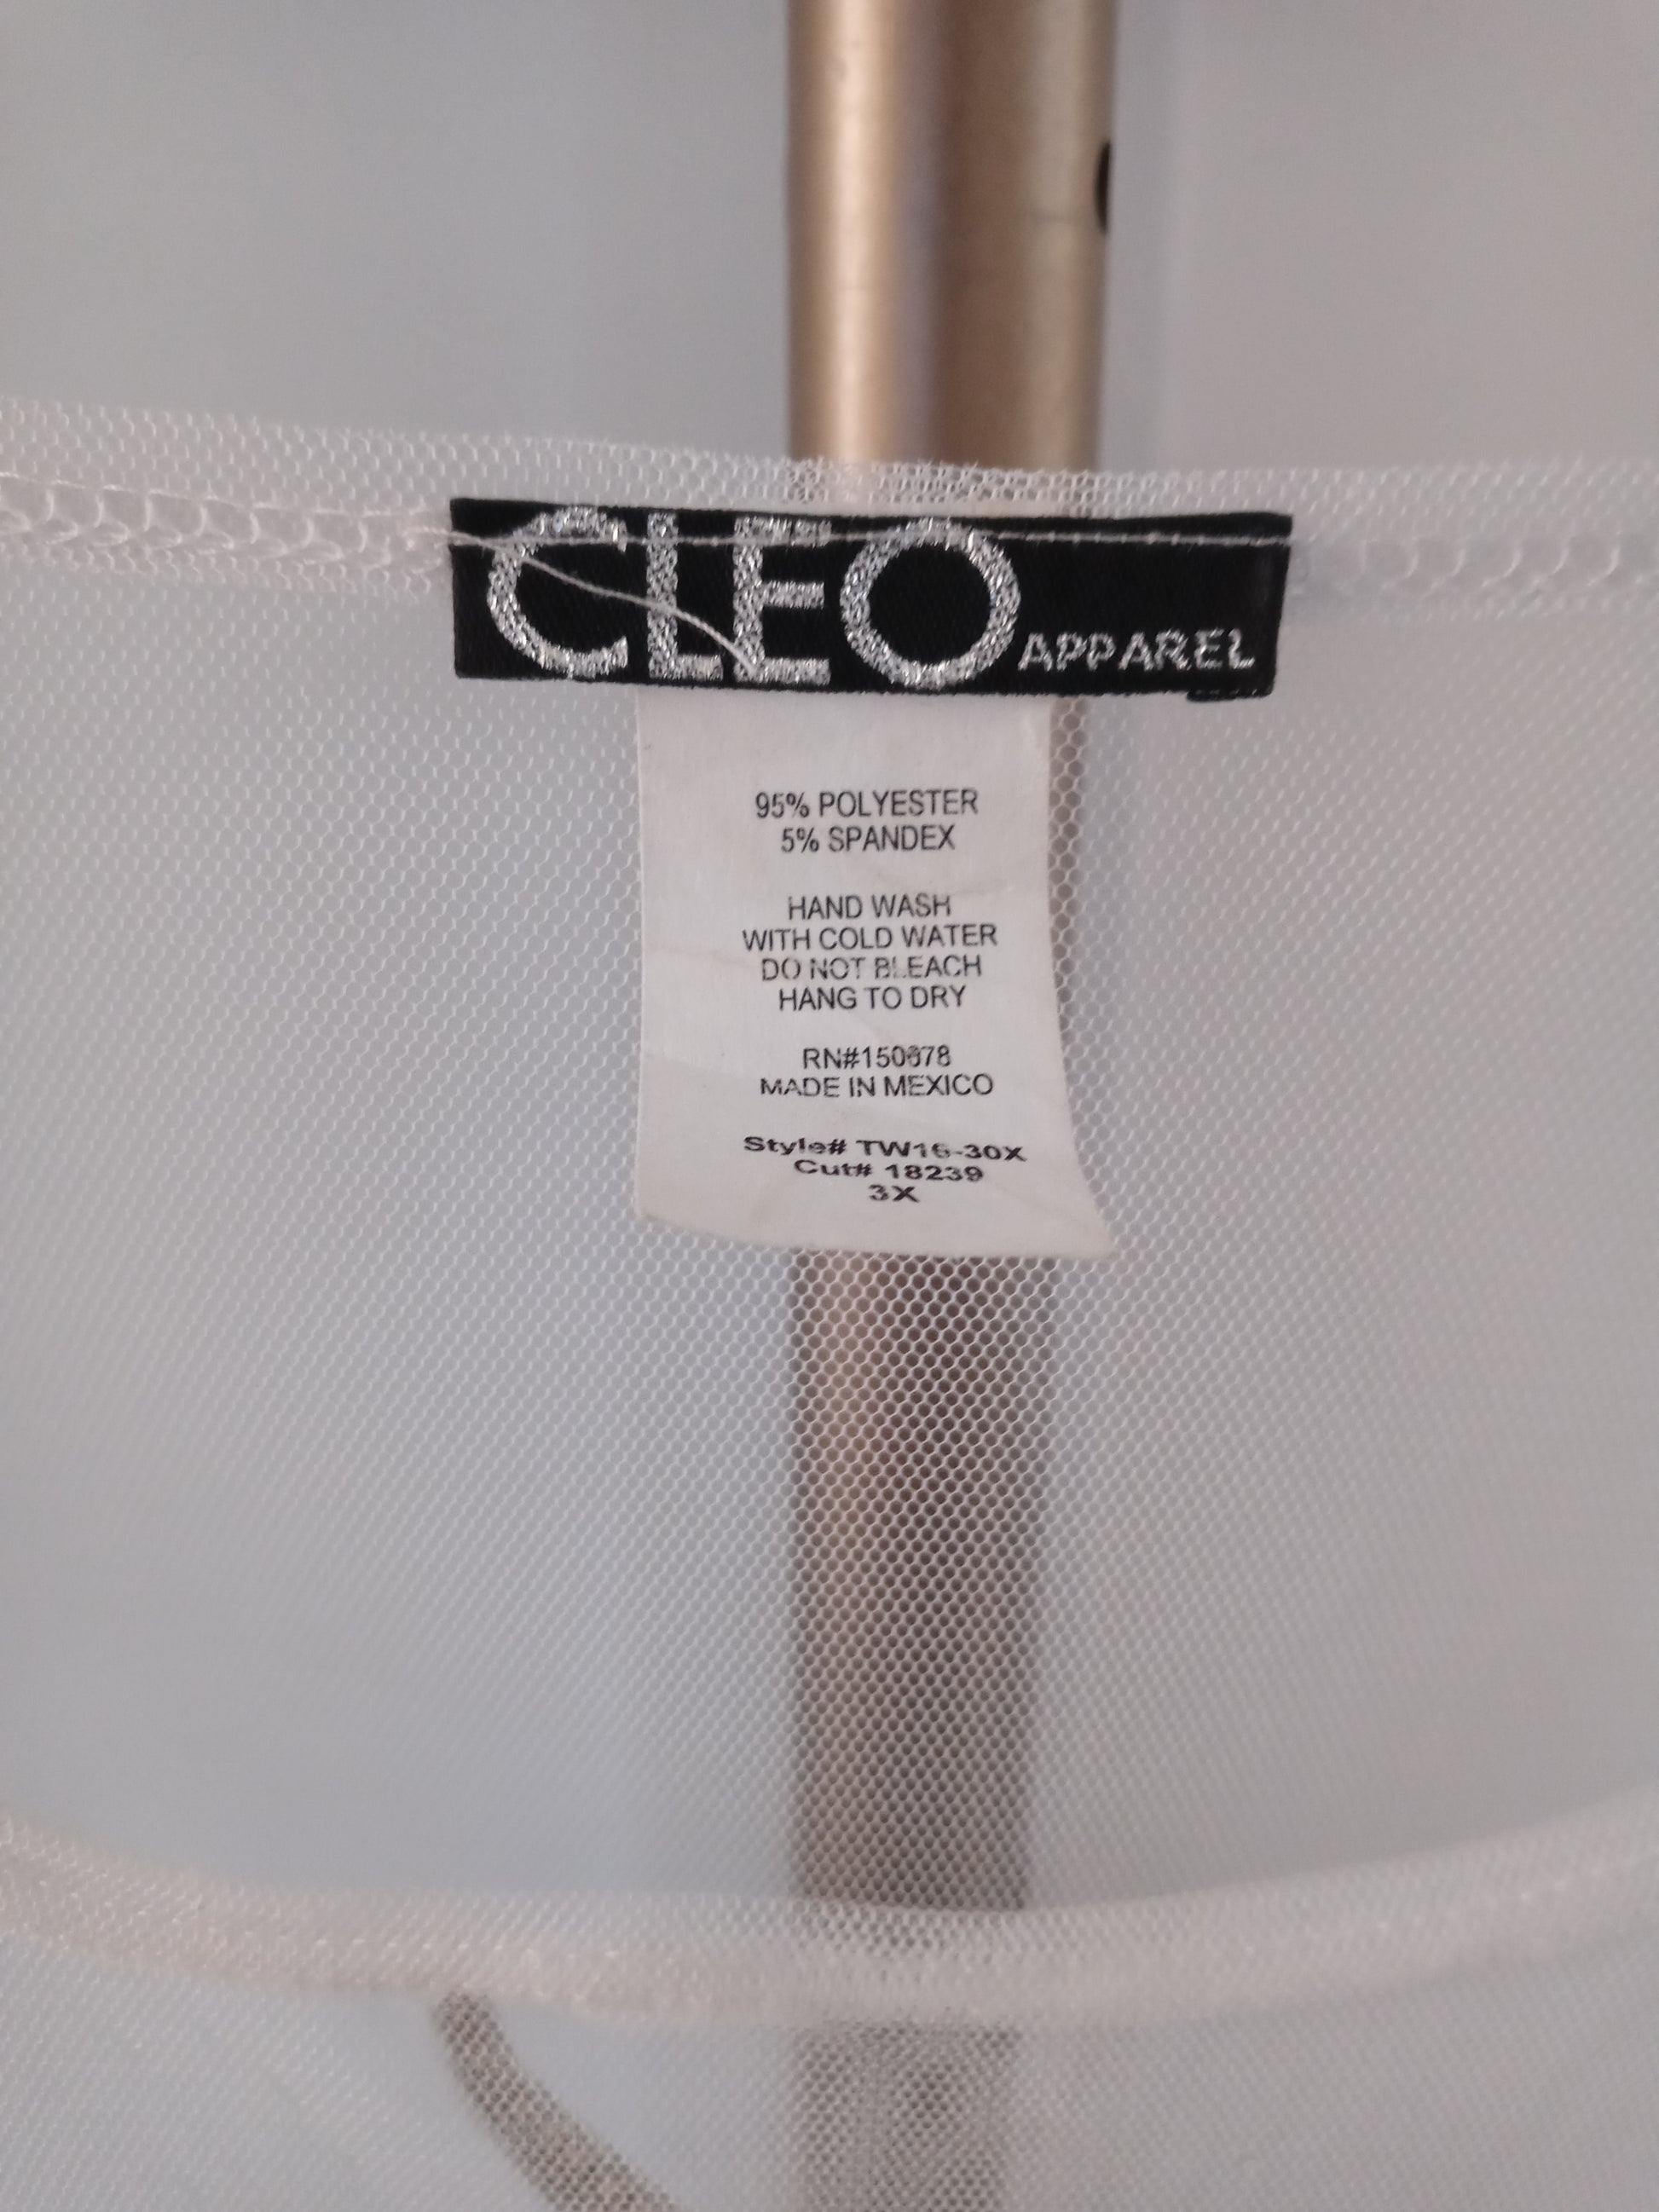 CLEO APPAREL
95% POLYESTER
5% SPANDEX
HAND WASH
WITH COLD WATER
DO NOT BLEACH
HANG TO DRY
MADE IN MEXICO
Style# TW16-30X
Cut# 18239
3X